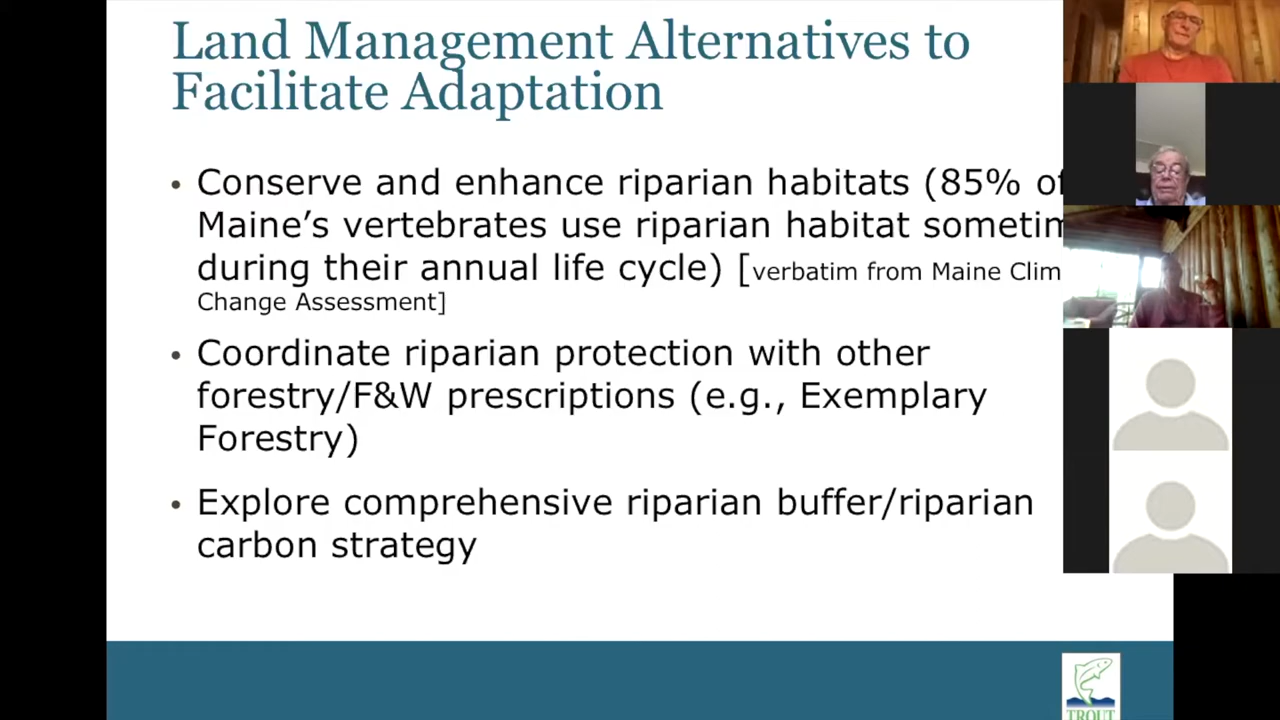 Land Management Alternatives to
Facilitate Adaptation
• Conserve and enhance riparian habitats (85% of
Maine's vertebrates use riparian habitat sometim
during their annual life cycle) [verbatim from Maine Clim
Change Assessment]
• Coordinate riparian protection with other
forestry/F&W prescriptions (e.g., Exemplary
Forestry)
• Explore comprehensive riparian buffer/riparian
carbon strategy
TROUT